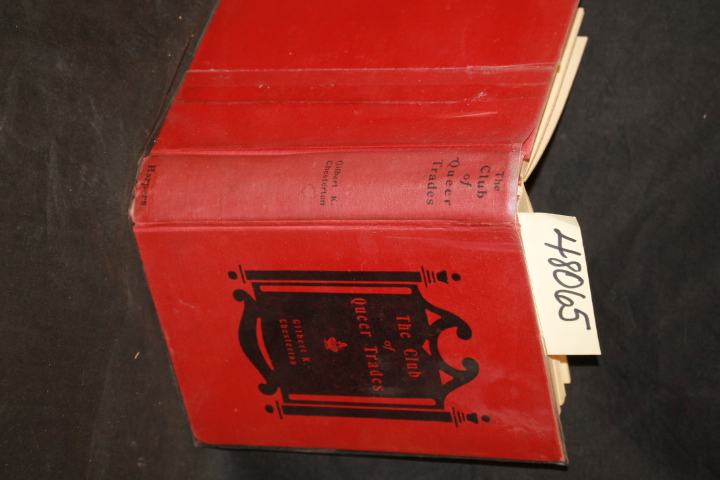 The
Club
of
Queer
Trades
Gilbert K.
Chesterton
Harpers
The Club
of
Queer Trades
Gilbert K.
Chesterton
48065